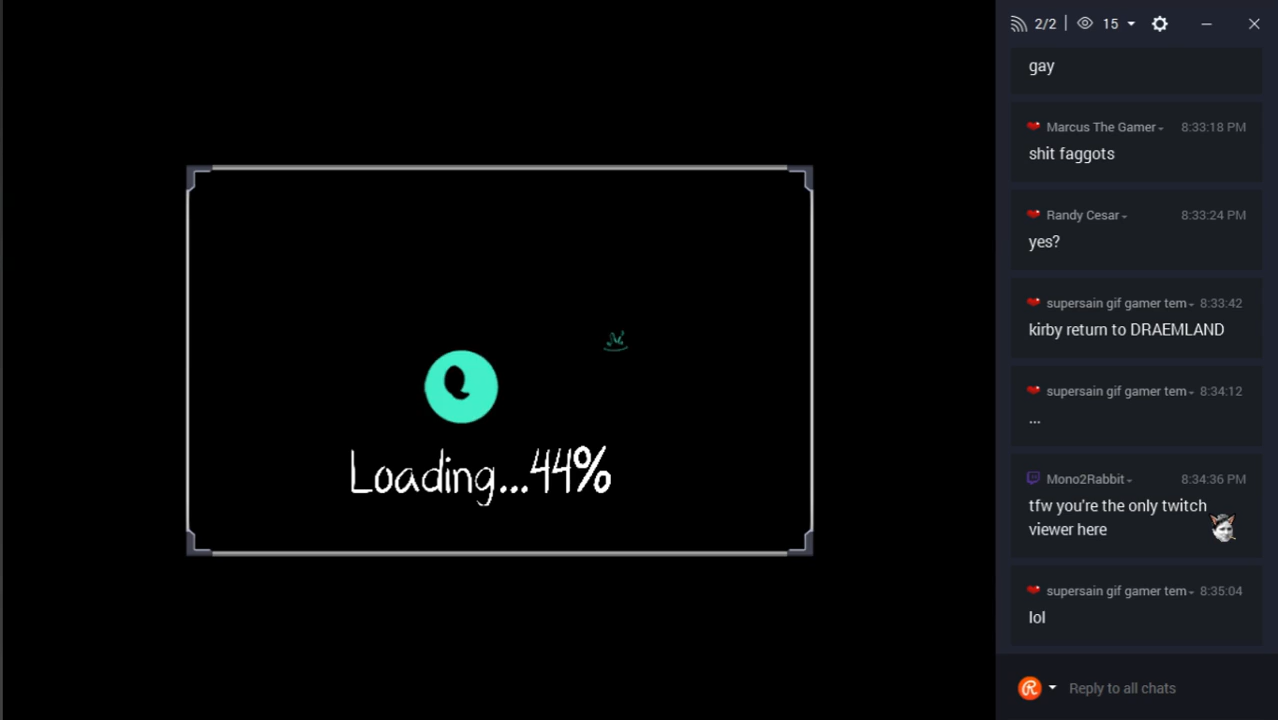 2/2 15
gay
Marcus The Gamer 8:33:18 PM
shit faggots
Randy Cesar 8:33:24 PM
yes?
supersain gif gamer tem 8:33:42
kirby return to DRAEMLAND
supersain gif gamer tem 8:34:12
...
Mono2Rabbit 8:34:36 PM
tfw you're the only twitch
viewer here
supersain gif gamer tem 8:35:04
lol
Reply to all chats
Loading...44%